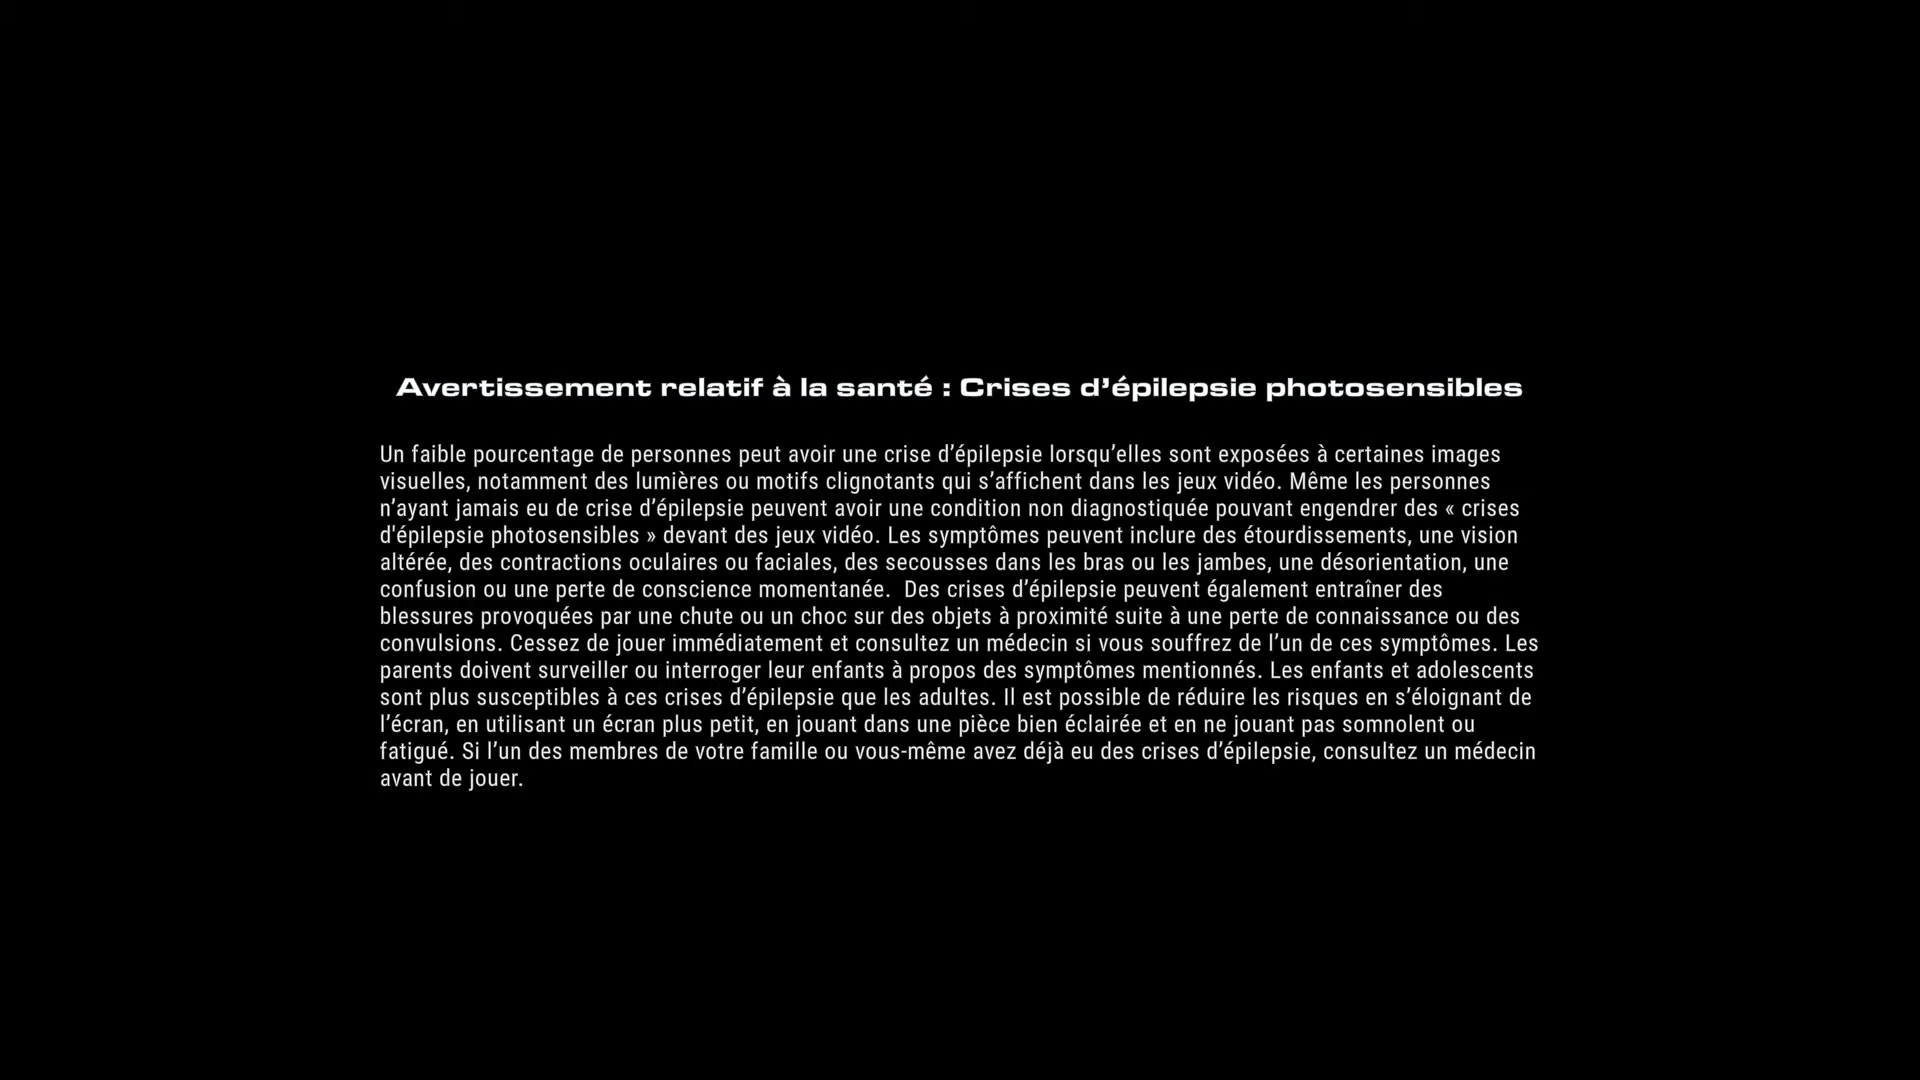 Avertissement relatif à la santé : Crises d’épilepsie photosensibles
Un faible pourcentage de personnes peut avoir une crise d’épilepsie lorsqu’elles sont exposées à certaines images
visuelles, notamment des lumières ou motifs clignotants qui s’affichent dans les jeux vidéo. Même les personnes
n’ayant jamais eu de crise d’épilepsie peuvent avoir une condition non diagnostiquée pouvant engendrer des « crises
d'épilepsie photosensibles » devant des jeux vidéo. Les symptômes peuvent inclure des étourdissements, une vision
altérée, des contractions oculaires ou faciales, des secousses dans les bras ou les jambes, une désorientation, une
confusion ou une perte de conscience momentanée.  Des crises d’épilepsie peuvent également entraîner des
blessures provoquées par une chute ou un choc sur des objets à proximité suite à une perte de connaissance ou des
convulsions. Cessez de jouer immédiatement et consultez un médecin si vous souffrez de l’un de ces symptômes. Les
parents doivent surveiller ou interroger leur enfants à propos des symptômes mentionnés. Les enfants et adolescents
sont plus susceptibles à ces crises d’épilepsie que les adultes. Il est possible de réduire les risques en s’éloignant de
l’écran, en utilisant un écran plus petit, en jouant dans une pièce bien éclairée et en ne jouant pas somnolent ou
fatigué. Si l’un des membres de votre famille ou vous-même avez déjà eu des crises d’épilepsie, consultez un médecin
avant de jouer.